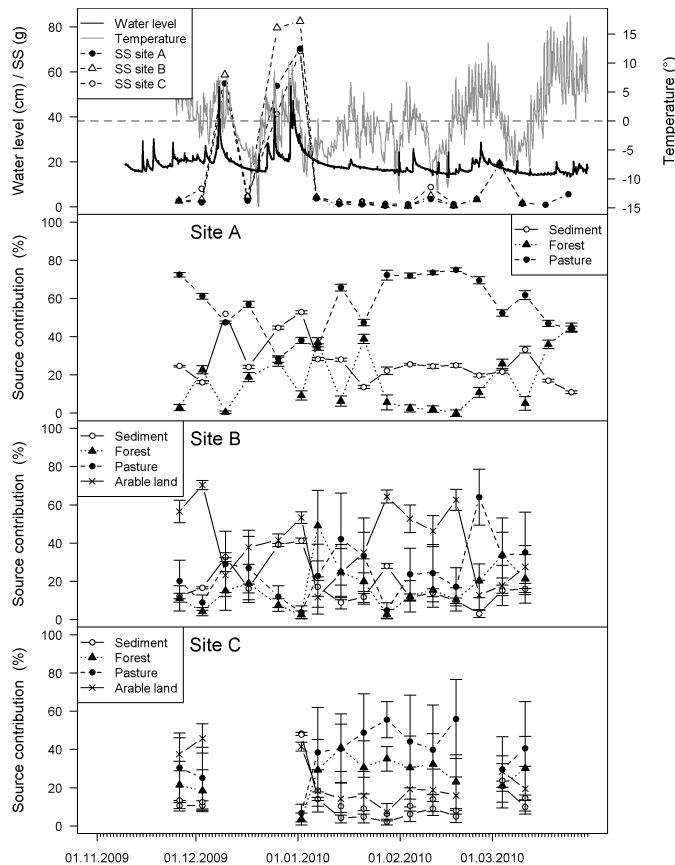 Water level (cm) / SS (g)
80
60
40
20
0
Water level
Temperature
SS site A
SS site B
SS site C
15
10
5
0
-5
-10
-15
Temperature (°)
Source contribution (%)
100
80
60
40
20
0
Site A
Sediment
Forest
Pasture
Source contribution (%)
100
80
60
40
20
0
Sediment
Forest
Pasture
Arable land
Site B
Source contribution (%)
100
80
60
40
20
0
Sediment
Forest
Pasture
Arable land
Site C
01.11.2009 01.12.2009 01.01.2010 01.02.2010 01.03.2010